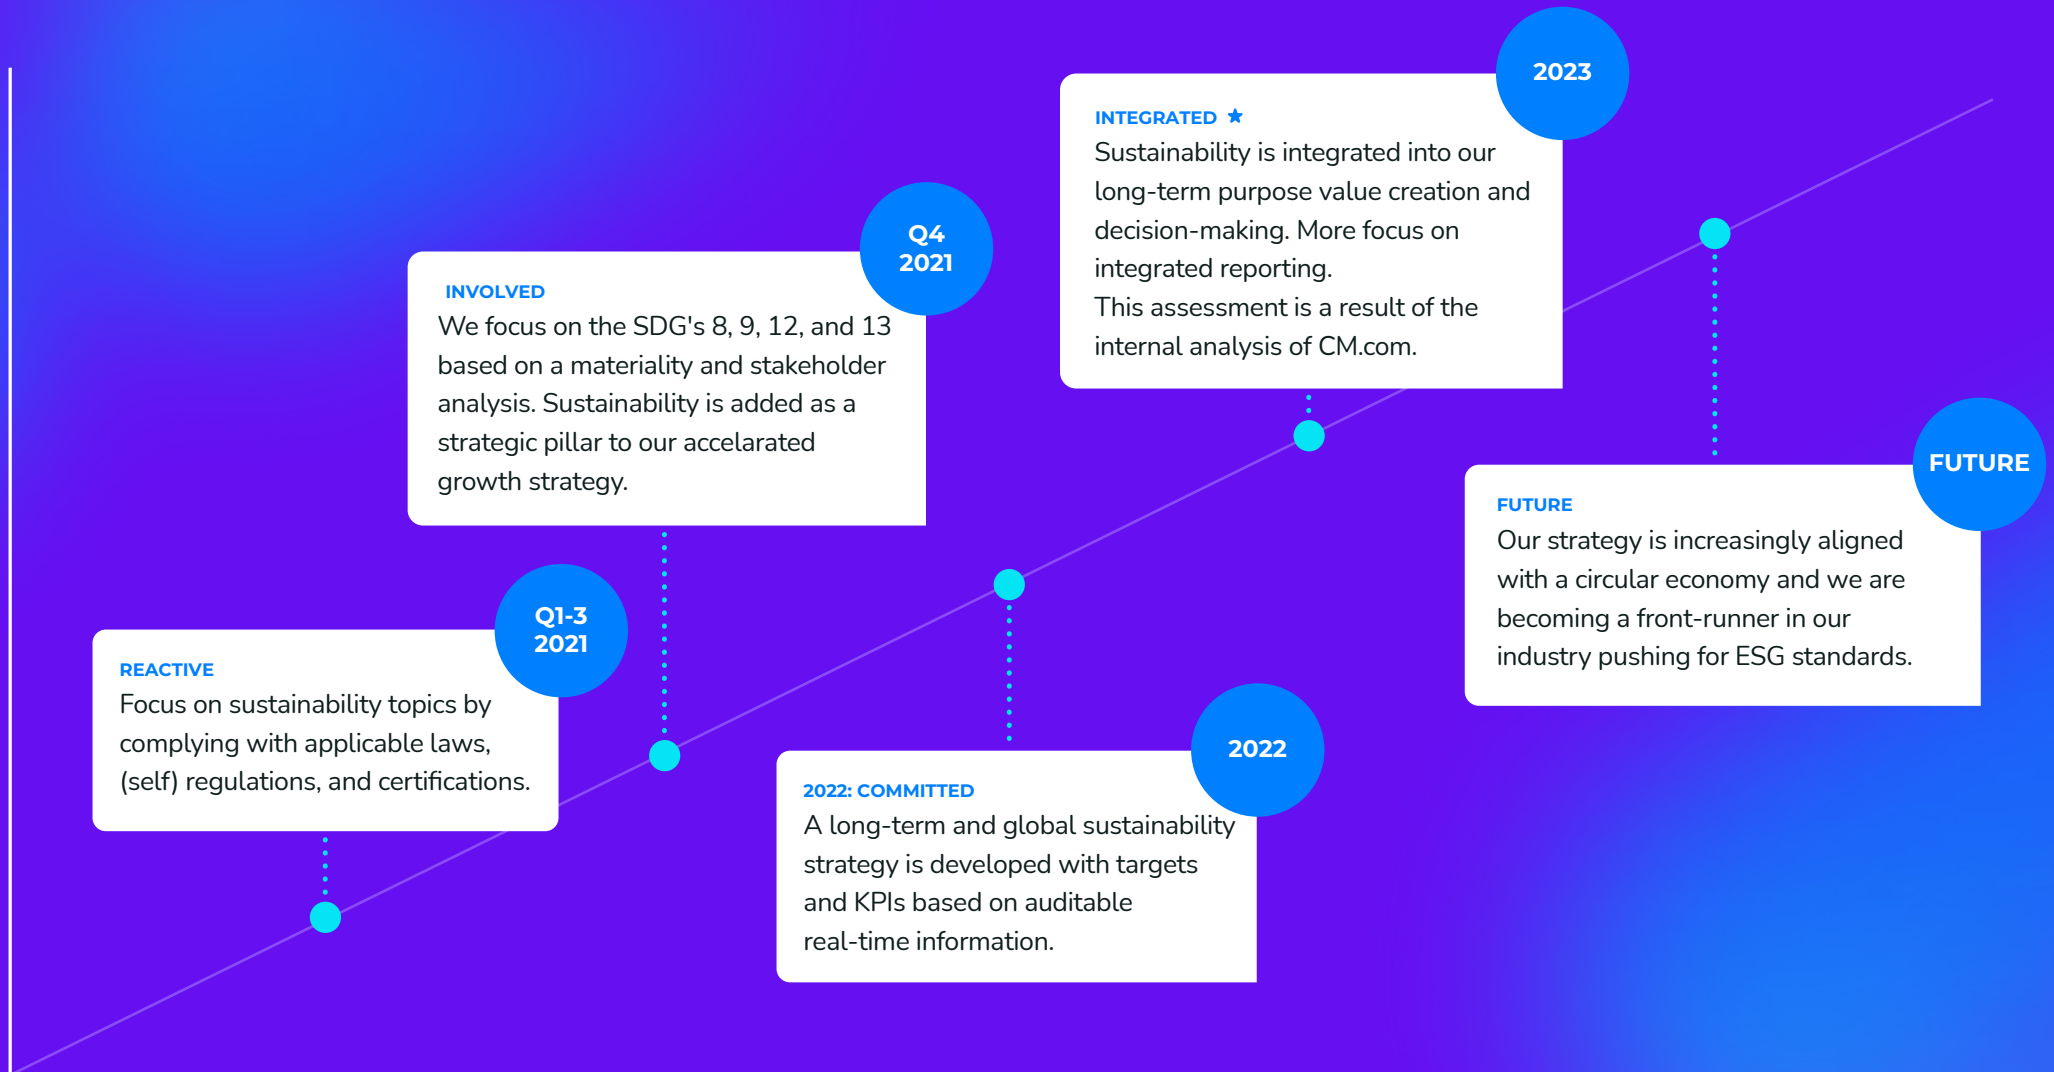 Q1-3
2021
REACTIVE
Focus on sustainability topics by
complying with applicable laws,
(self) regulations, and certifications.
Q4
2021
INVOLVED
We focus on the SDG's 8, 9, 12, and 13
based on a materiality and stakeholder
analysis. Sustainability is added as a
strategic pillar to our accelarated
growth strategy.
2022
2022: COMMITTED
A long-term and global sustainability
strategy is developed with targets
and KPIs based on auditable
real-time information.
2023
INTEGRATED ★
Sustainability is integrated into our
long-term purpose value creation and
decision-making. More focus on
integrated reporting.
This assessment is a result of the
internal analysis of CM.com.
FUTURE
FUTURE
Our strategy is increasingly aligned
with a circular economy and we are
becoming a front-runner in our
industry pushing for ESG standards.